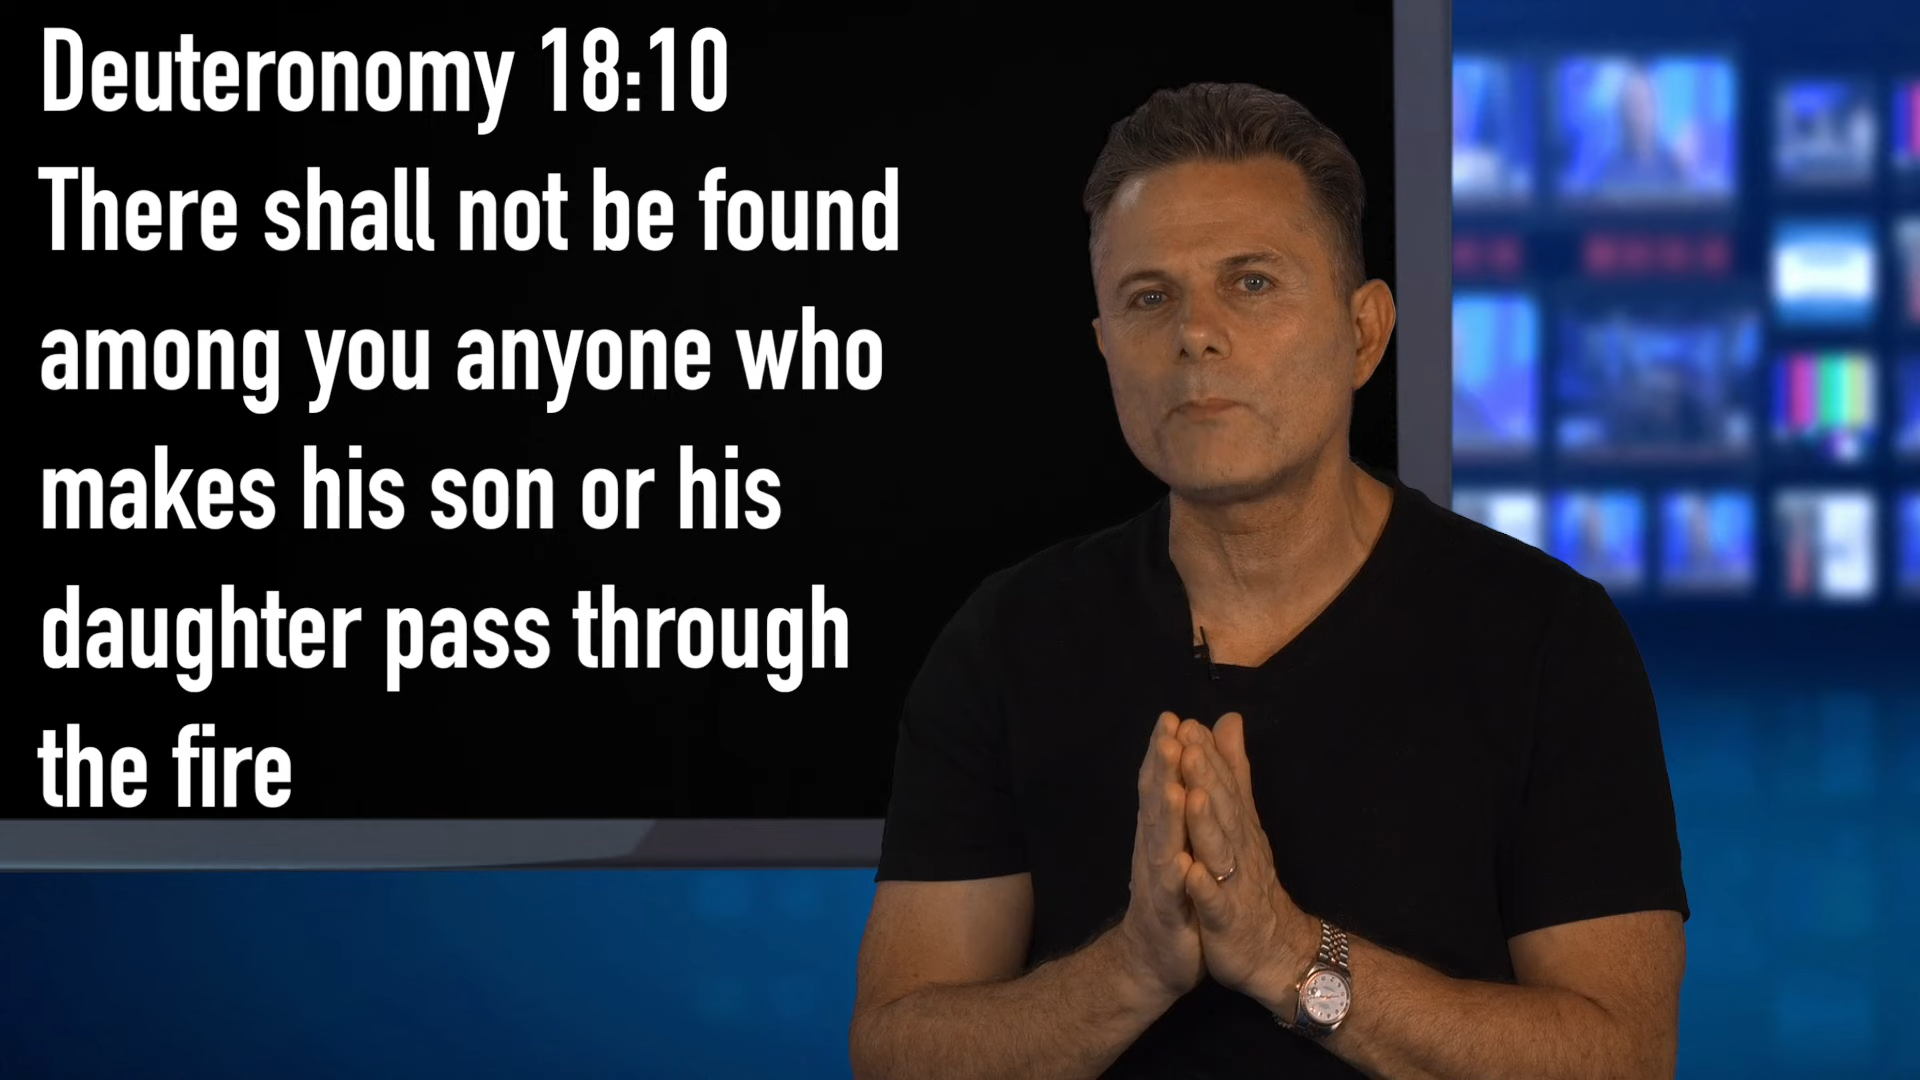 Deuteronomy 18:10
There shall not be found
among you anyone who
makes his son or his
daughter pass through
the fire